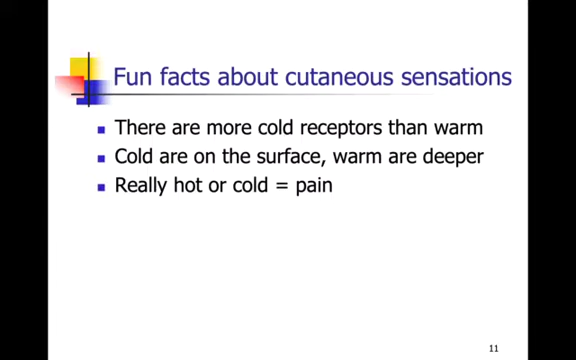 Fun facts about cutaneous sensations
There are more cold receptors than warm
Cold are on the surface, warm are deeper
Really hot or cold = pain
11